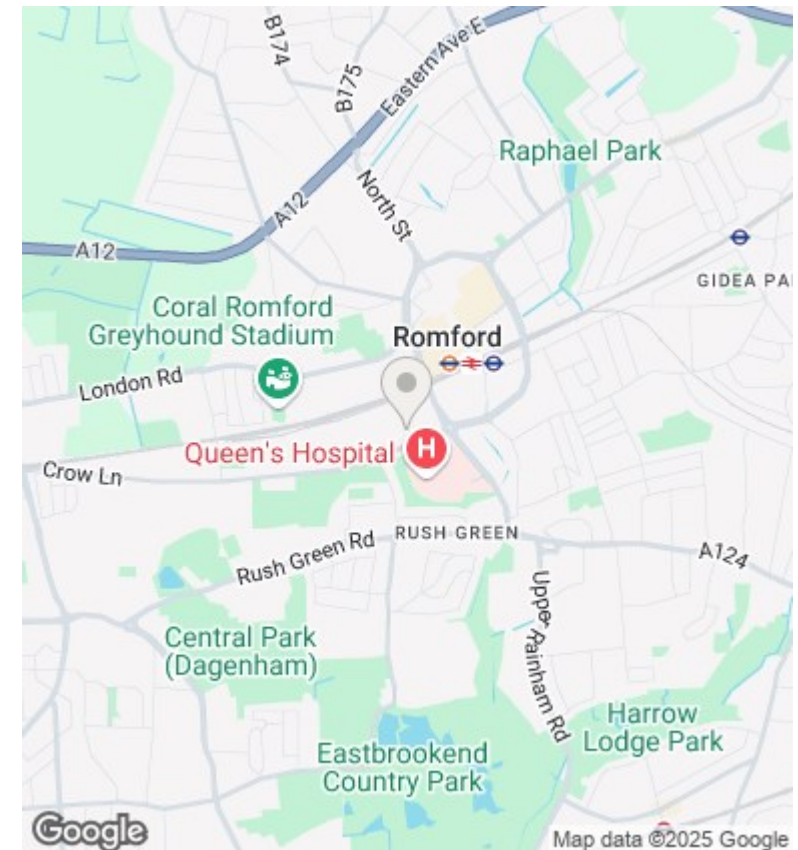 B174
B175
Eastern Ave E
Raphael Park
North St
A12
A12
GIDEA PA
Coral Romford
Greyhound Stadium
Romford
London Rd
Queen's Hospital
H
Crow Ln
RUSH GREEN
Rush Green Rd
A124
Upper Rainham Rd
Central Park
(Dagenham)
Harrow
Lodge Park
Eastbrookend
Country Park
Google
Map data ©2025 Google